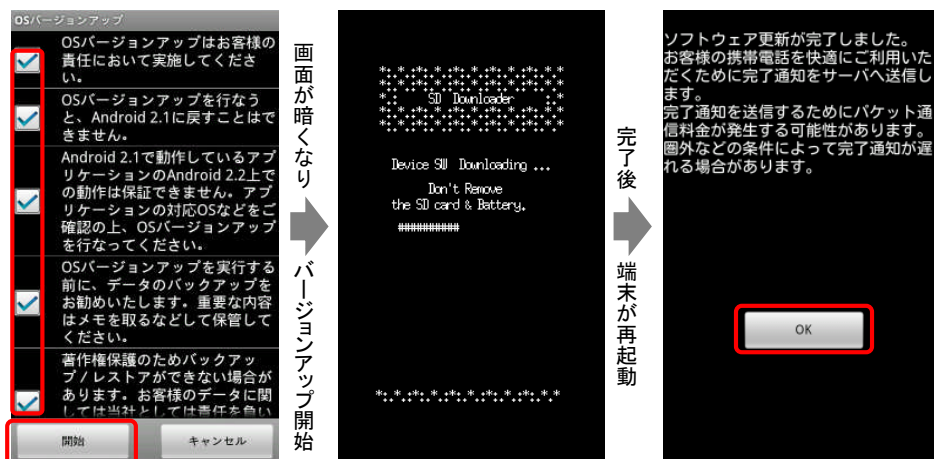 OSバージョンアップ
OSバージョンアップはお客様の
責任において実施してくださ
い。
OSバージョンアップを行なう
と、Android 2.1に戻すことはで
きません。
Android 2.1で動作しているアプ
リケーションのAndroid 2.2上で
の動作は保証できません。アプ
リケーションの対応OSなどをご
確認の上、OSバージョンアップ
を行なってください。
OSバージョンアップを実行する
前に、データのバックアップを
お勧めいたします。重要な内容
はメモを取るなどして保管して
ください。
著作権保護のためバックアッ
プ/レストアができない場合が
あります。お客様のデータに関
しては当社としては責任を負い
開始
キャンセル
画面が暗くなり
バージョンアップ開始
*:.*.:*:.*.:*:.*.:*:.*.:*:.*
SD Downloader
Device SW Downloading ...
Don't Remove
the SD card & Battery.
##########
完了後
端末が再起動
ソフトウェア更新が完了しました。
お客様の携帯電話を快適にご利用いた
だくために完了通知をサーバへ送信し
ます。
完了通知を送信するためにパケット通
信料金が発生する可能性があります。
圏外などの条件によって完了通知が遅
れる場合があります。
OK